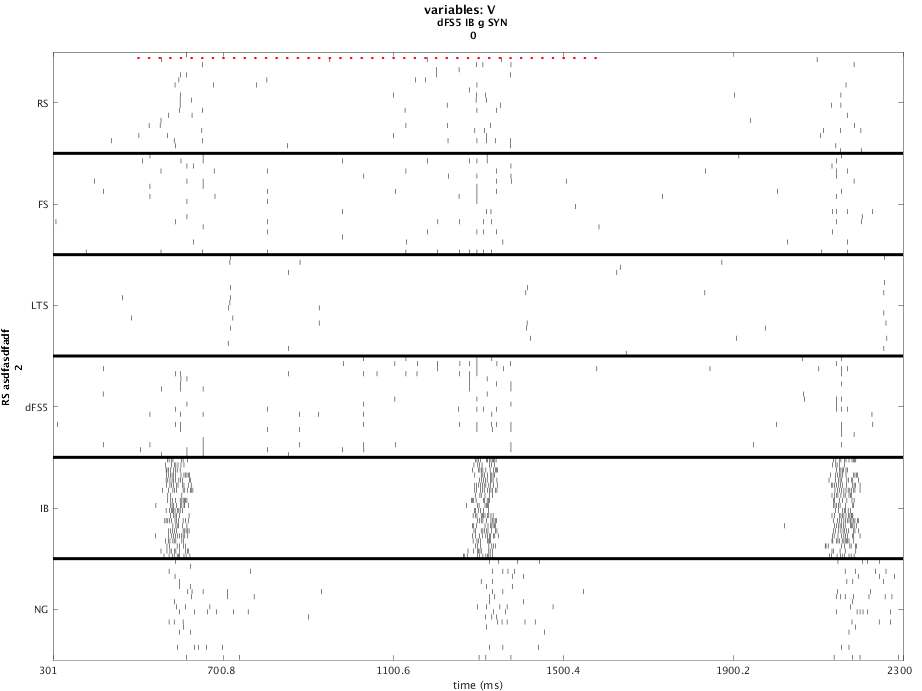 variables: V
dFS5 IB g SYN
0
RS
FS
LTS
RS asdfasdfadf
2
dFS5
IB
NG
301 700.8 1100.6 1500.4 1900.2 2300
time (ms)